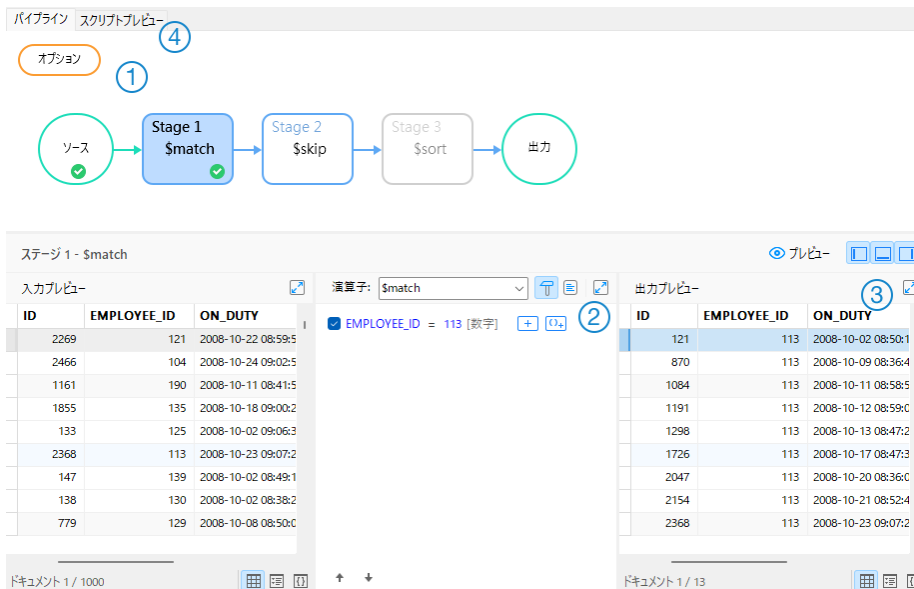 パイプライン スクリプトプレビュー
④
オプション
①
Stage 1 Stage 2 Stage 3
ソース $match $skip $sort 出力
ステージ 1 - $match プレビュー
入力プレビュー 演算子: $match 出力プレビュー ③
ID EMPLOYEE_ID ON_DUTY EMPLOYEE_ID = 113 [数字] ② ID EMPLOYEE_ID ON_DUTY
2269 121 2008-10-22 08:59:5 121 113 2008-10-02 08:50:1
2466 104 2008-10-24 09:02:5 870 113 2008-10-09 08:36:4
1161 190 2008-10-11 08:41:5 1084 113 2008-10-11 08:58:5
1855 135 2008-10-18 09:00:2 1191 113 2008-10-12 08:59:0
133 125 2008-10-02 09:06:3 1298 113 2008-10-13 08:47:2
2368 113 2008-10-23 09:07:2 1726 113 2008-10-17 08:47:3
147 139 2008-10-02 08:49:1 2047 113 2008-10-20 08:36:0
138 130 2008-10-02 08:38:2 2154 113 2008-10-21 08:52:4
779 129 2008-10-08 08:50:0 2368 113 2008-10-23 09:07:2
ドキュメント 1 / 1000 ドキュメント 1 / 13